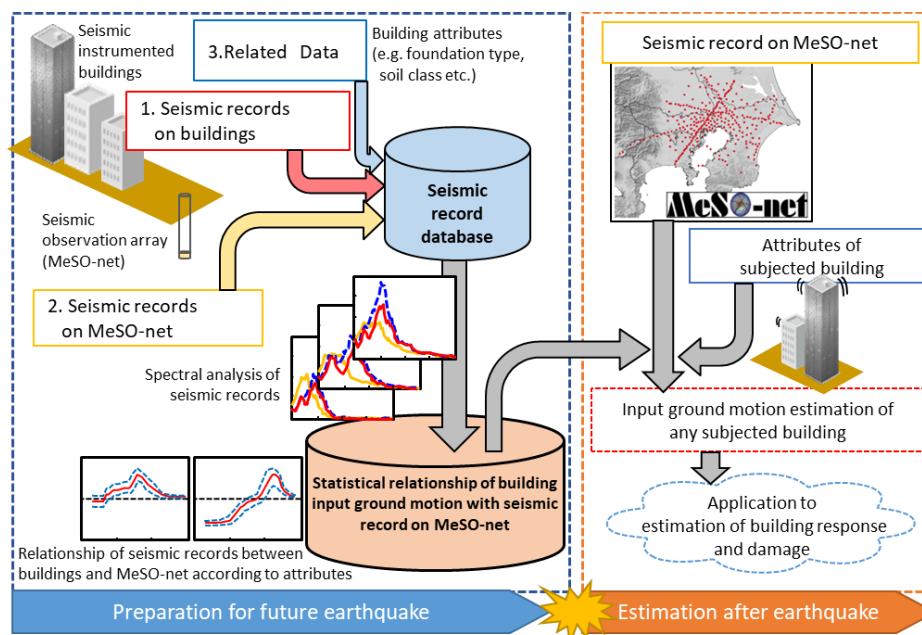 Seismic
instrumented
buildings
3.Related Data
Building attributes
(e.g. foundation type,
soil class etc.)
1. Seismic records
on buildings
Seismic
record
database
Seismic
observation array
(MeSO-net)
2. Seismic records
on MeSO-net
Spectral analysis of
seismic records
Statistical relationship of building
input ground motion with seismic
record on MeSO-net
Relationship of seismic records between
buildings and MeSO-net according to attributes
Preparation for future earthquake
Seismic record on MeSO-net
MeSO-net
Attributes of
subjected building
Input ground motion estimation of
any subjected building
Application to
estimation of building response
and damage
Estimation after earthquake